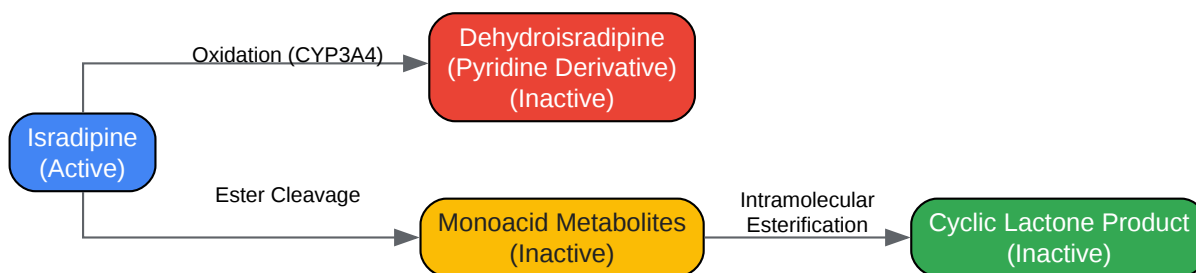 Oxidation (CYP3A4)
Dehydroisradipine
(Pyridine Derivative)
(Inactive)
Isradipine
(Active)
Ester Cleavage
Monoacid Metabolites
(Inactive)
Intramolecular
Esterification
Cyclic Lactone Product
(Inactive)